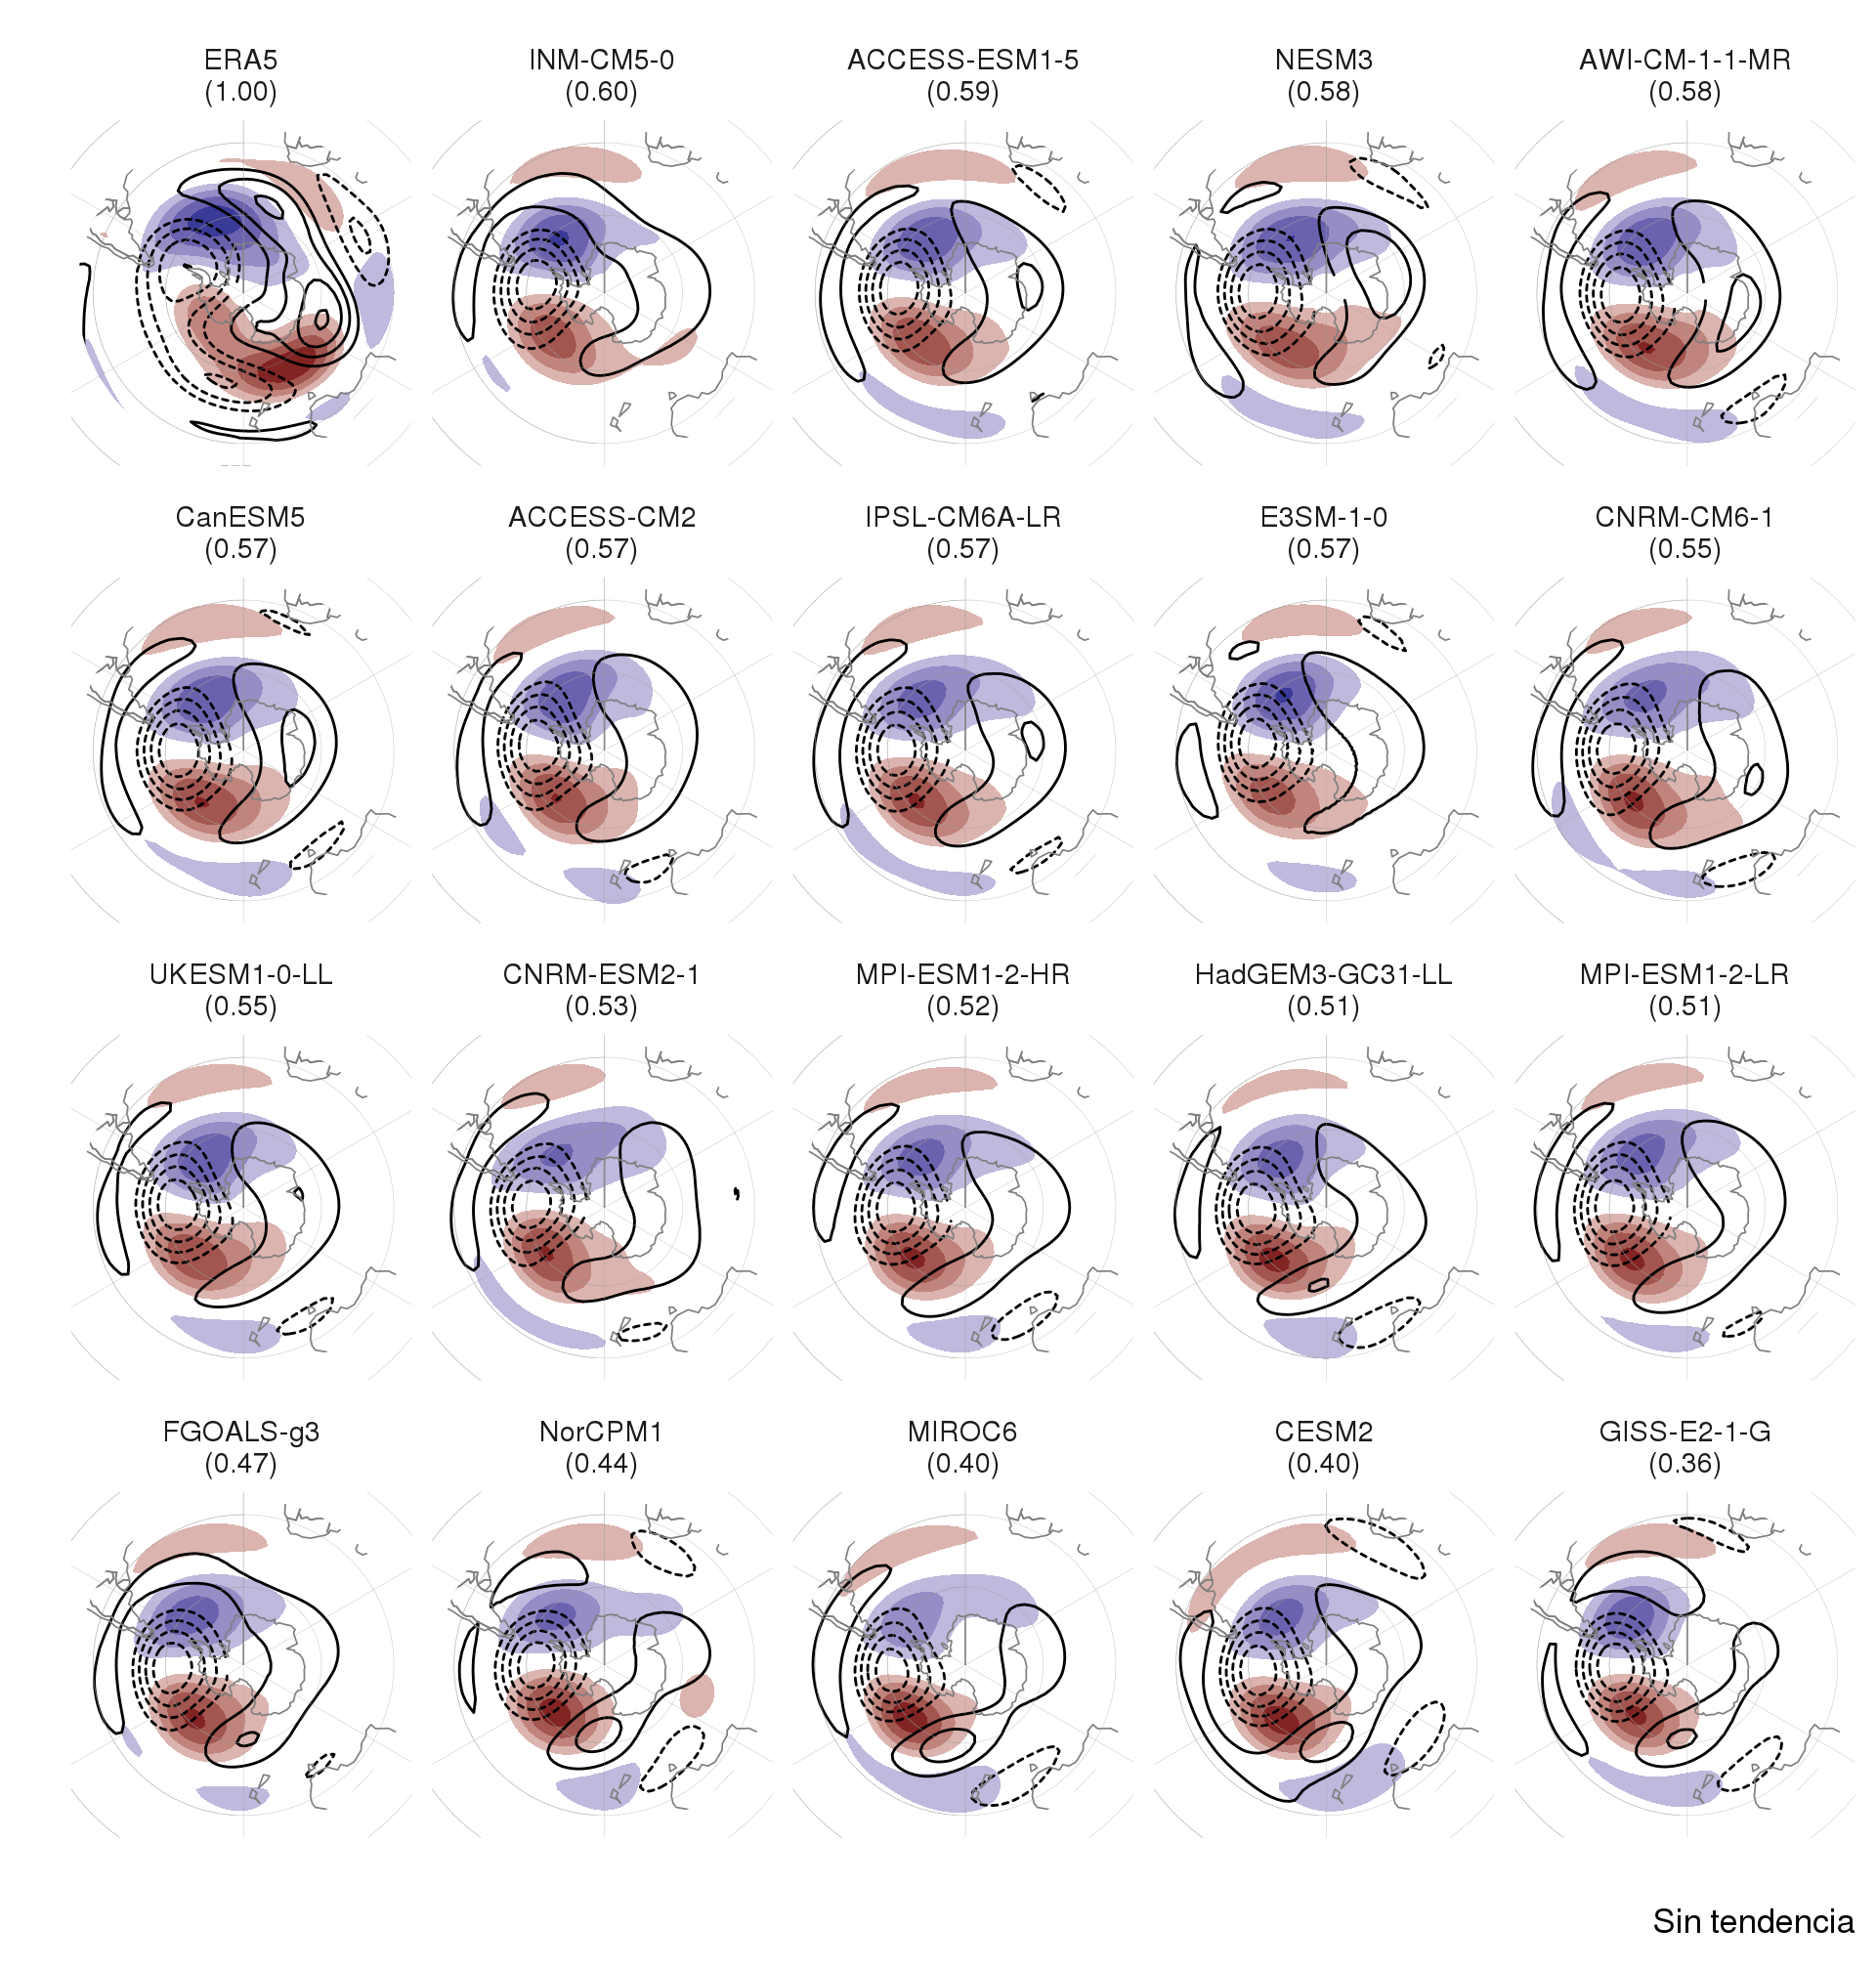 ERA5
(1.00)
INM-CM5-0
(0.60)
ACCESS-ESM1-5
(0.59)
NESM3
(0.58)
AWI-CM-1-1-MR
(0.58)
CanESM5
(0.57)
ACCESS-CM2
(0.57)
IPSL-CM6A-LR
(0.57)
E3SM-1-0
(0.57)
CNRM-CM6-1
(0.55)
UKESM1-0-LL
(0.55)
CNRM-ESM2-1
(0.53)
MPI-ESM1-2-HR
(0.52)
HadGEM3-GC31-LL
(0.51)
MPI-ESM1-2-LR
(0.51)
FGOALS-g3
(0.47)
NorCPM1
(0.44)
MIROC6
(0.40)
CESM2
(0.40)
GISS-E2-1-G
(0.36)
Sin tendencia